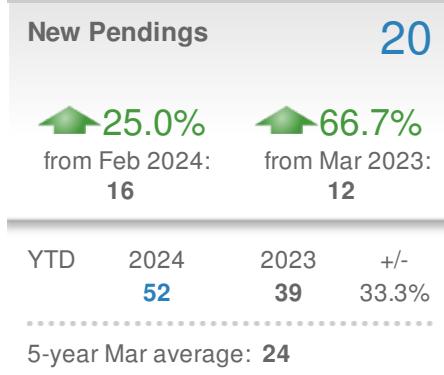 New Pendings 20
25.0% 66.7%
from Feb 2024: from Mar 2023:
16 12
YTD 2024 2023 +/-
52 39 33.3%
5-year Mar average: 24